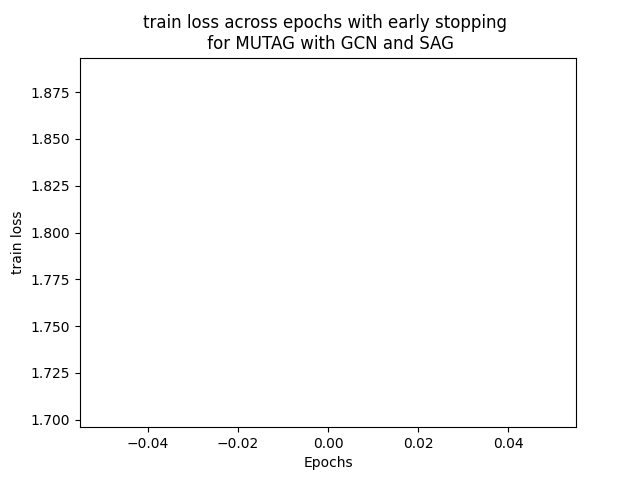 train loss across epochs with early stopping
for MUTAG with GCN and SAG
1.875
1.850
1.825
1.800
1.775
1.750
1.725
1.700
train loss
−0.04 −0.02 0.00 0.02 0.04
Epochs